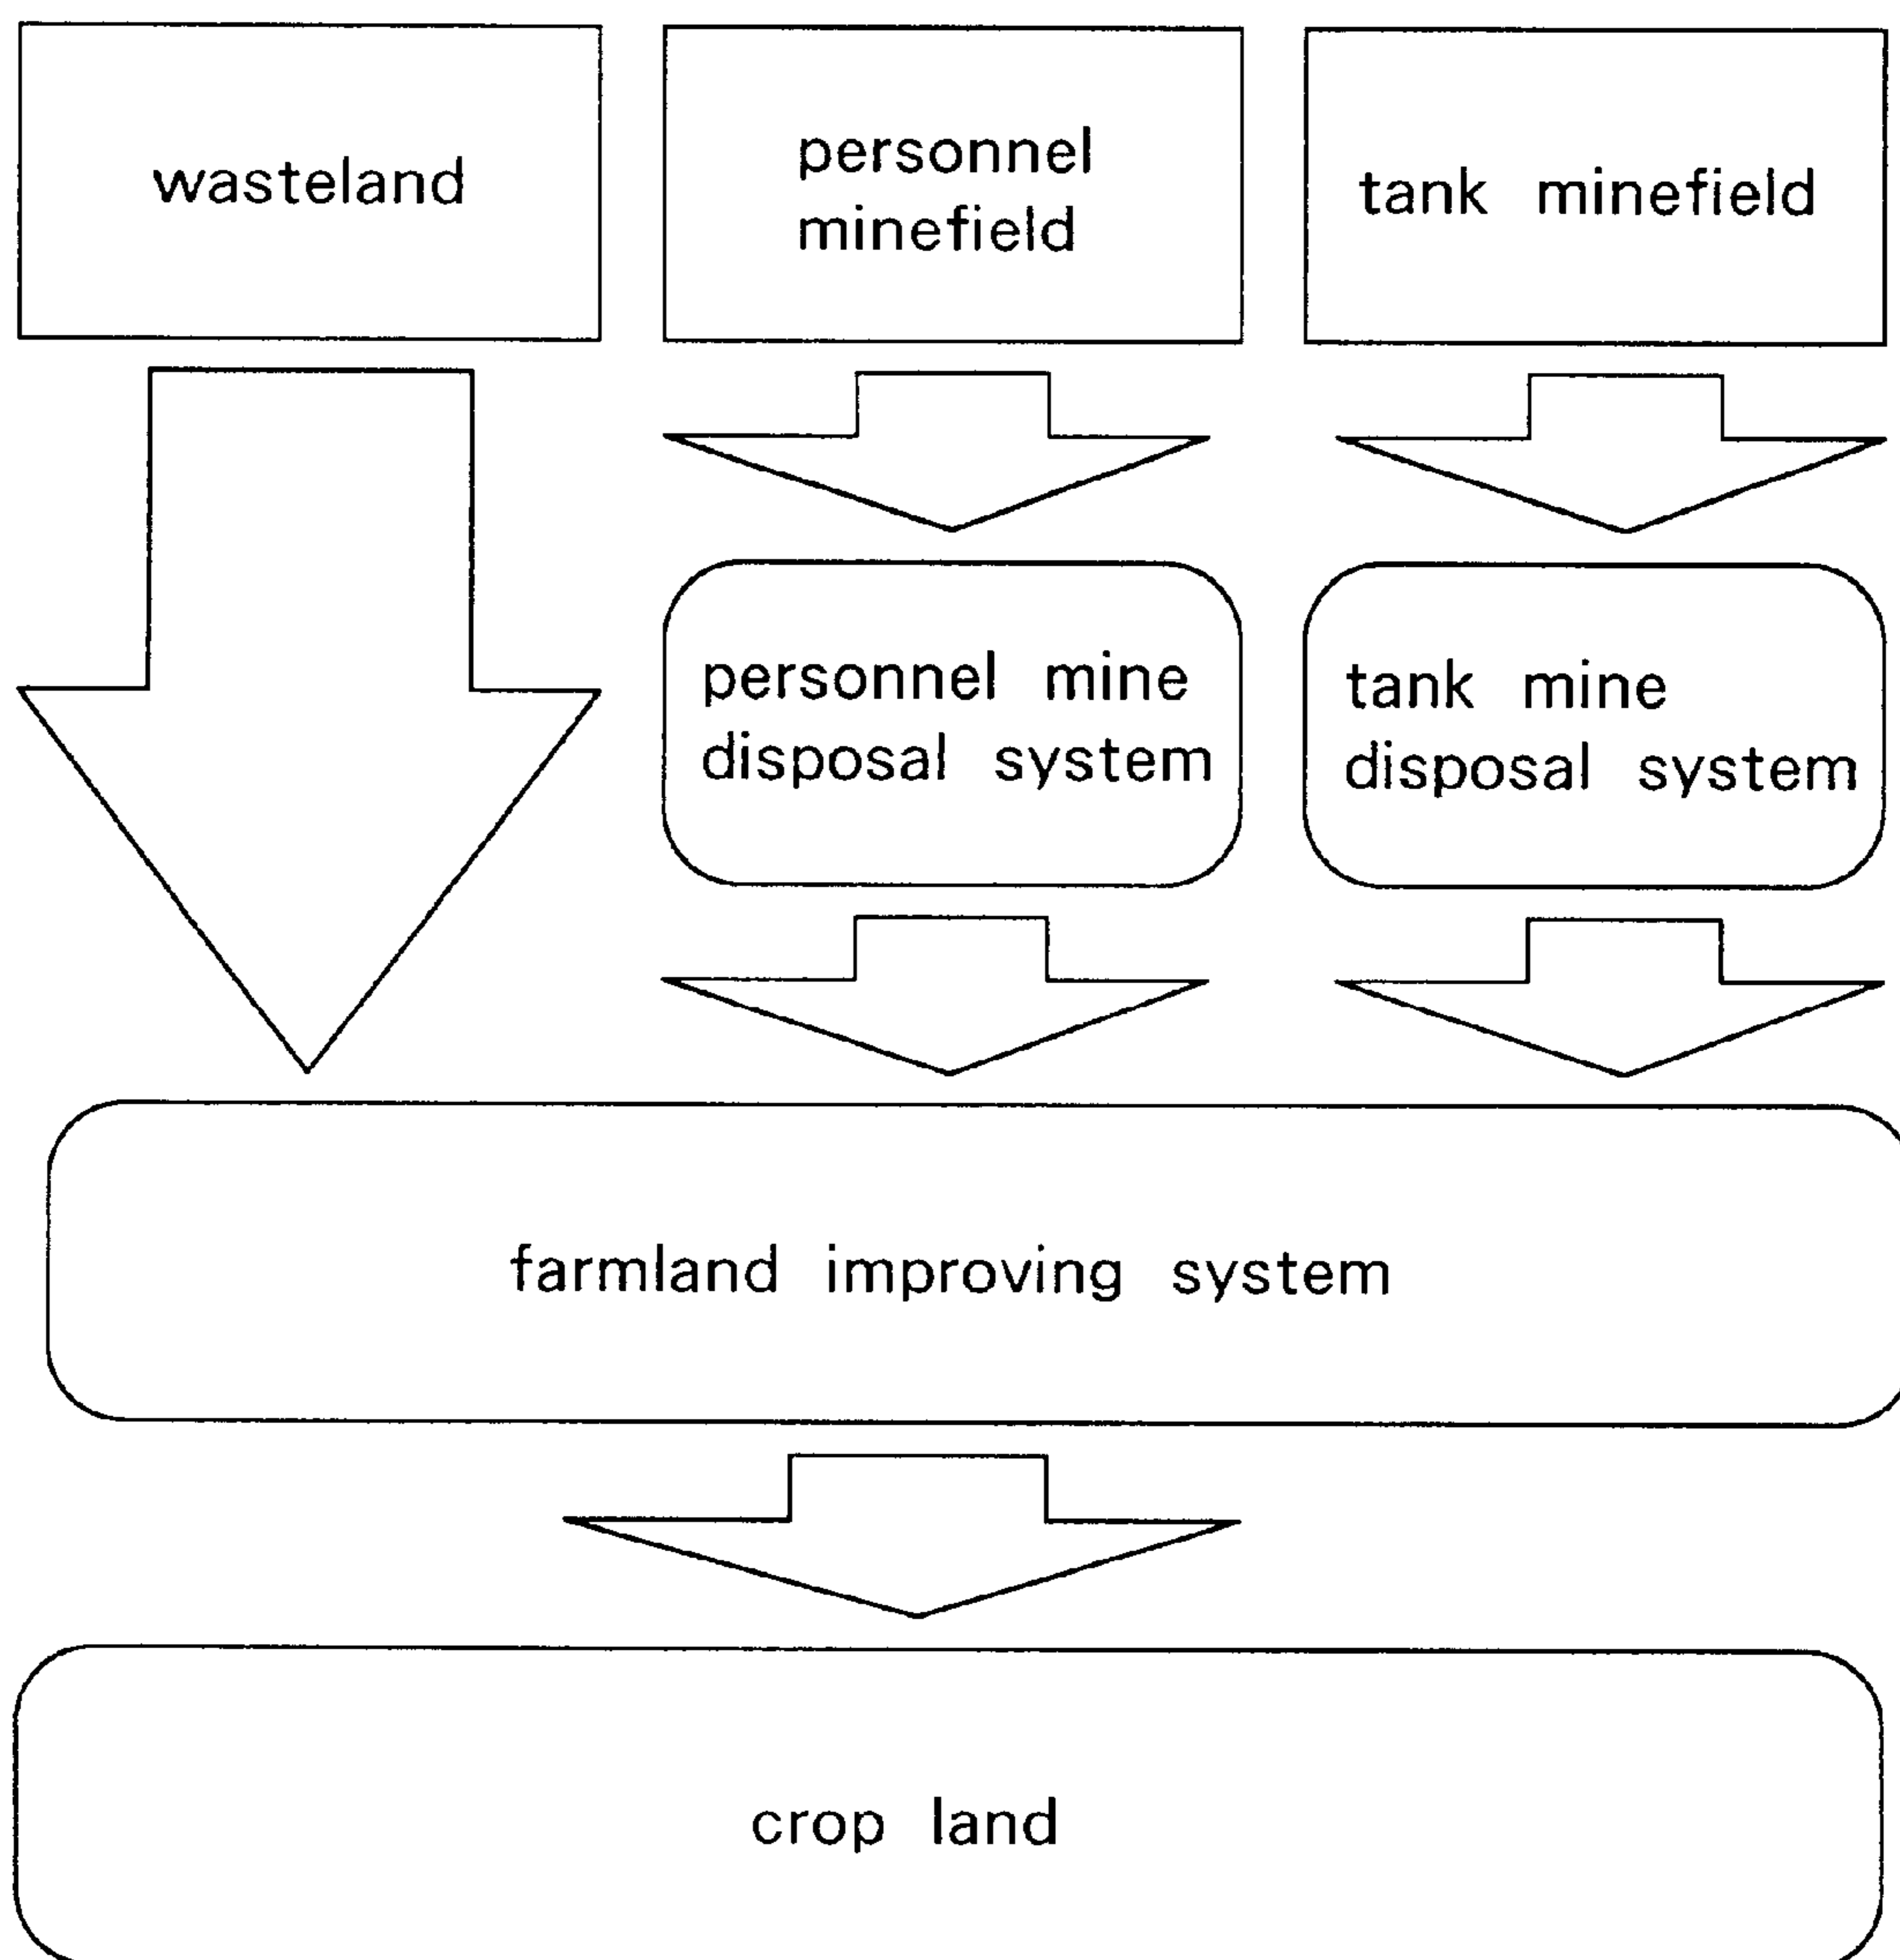 wasteland
personnel
minefield
tank minefield
personnel mine
disposal system
tank mine
disposal system
farmland improving system
crop land